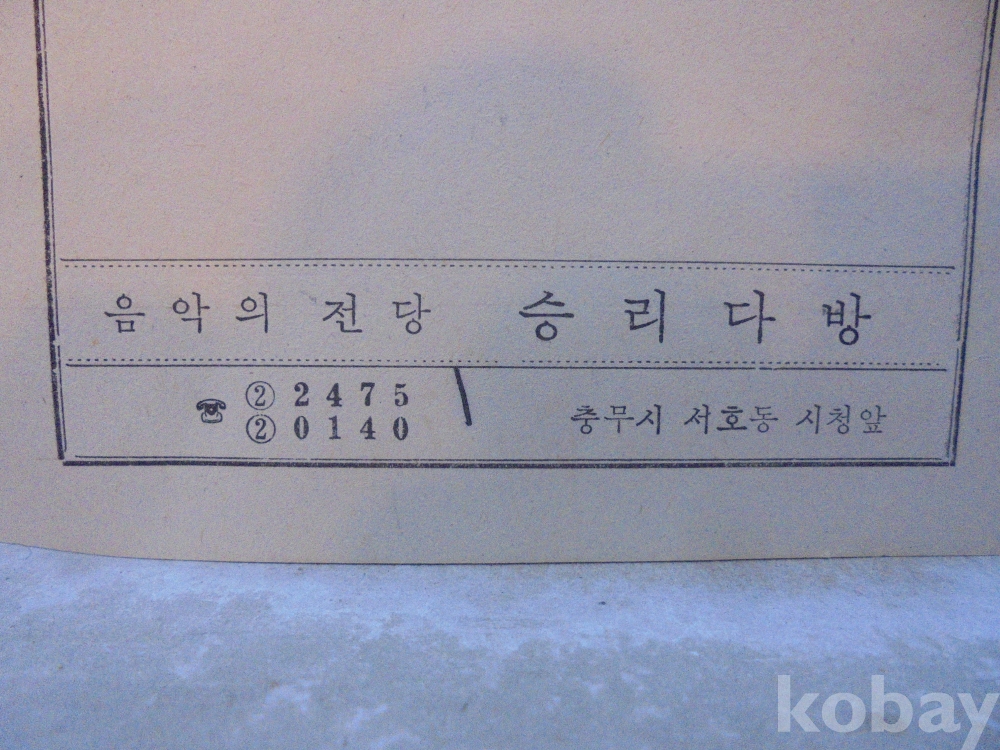 음악의 전당 승리다방
☎ ② 2475
② 0140
충무시 서호동 시청앞
kobay